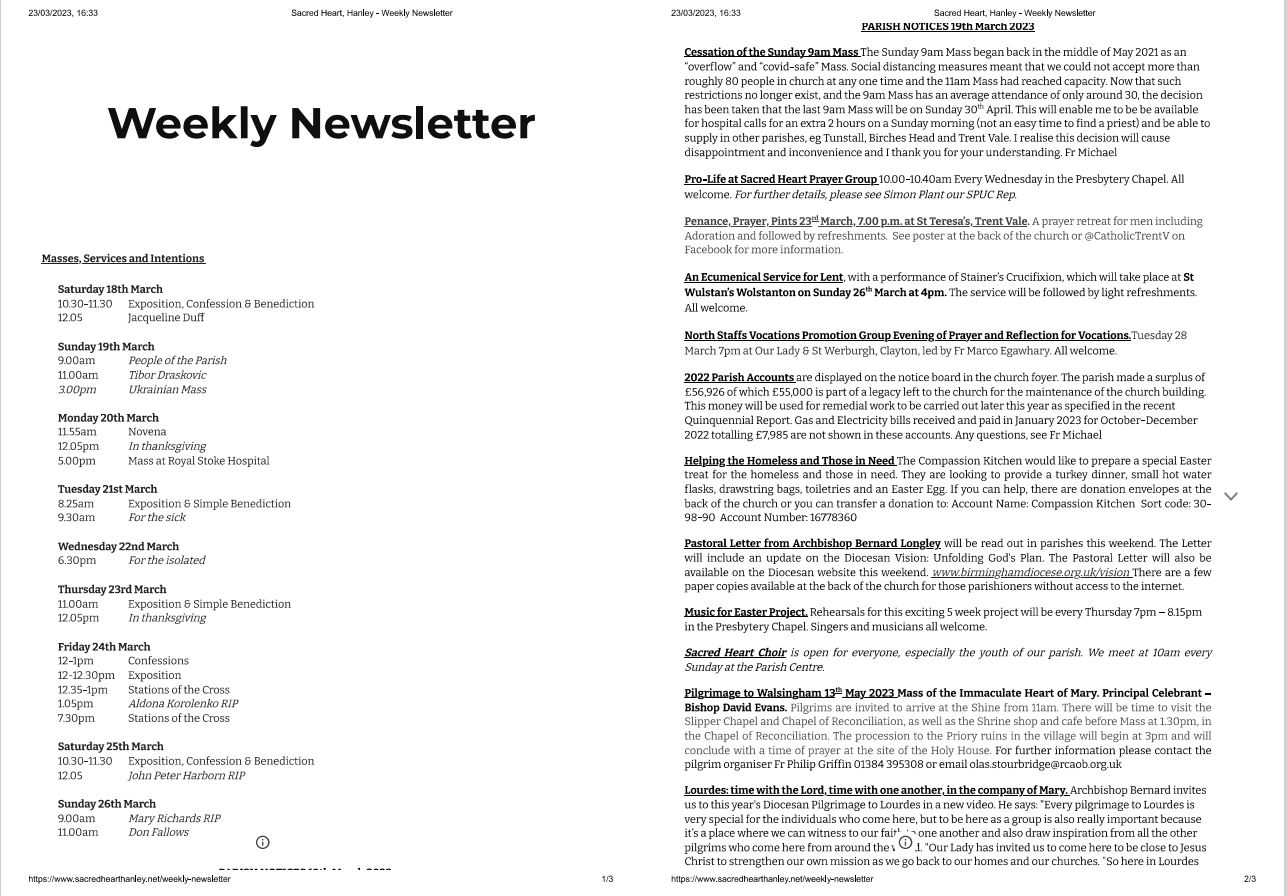 23/03/2023, 16:33
Sacred Heart, Hanley - Weekly Newsletter
Weekly Newsletter
Masses, Services and Intentions
Saturday 18th March
10.30-11.30 Exposition, Confession & Benediction
12.05 Jacqueline Duff
Sunday 19th March
9.00am People of the Parish
11.00am Tibor Draskovic
3.00pm Ukrainian Mass
Monday 20th March
11.55am Novena
12.05pm In thanksgiving
5.00pm Mass at Royal Stoke Hospital
Tuesday 21st March
8.25am Exposition & Simple Benediction
9.30am For the sick
Wednesday 22nd March
6.30pm For the isolated
Thursday 23rd March
11.00am Exposition & Simple Benediction
12.05pm In thanksgiving
Friday 24th March
12-1pm Confessions
12-12.30pm Exposition
12.35-1pm Stations of the Cross
1.05pm Aldona Korolenko RIP
7.30pm Stations of the Cross
Saturday 25th March
10.30-11.30 Exposition, Confession & Benediction
12.05 John Peter Harborn RIP
Sunday 26th March
9.00am Mary Richards RIP
11.00am Don Fallows
https://www.sacredhearthanley.net/weekly-newsletter
1/3
23/03/2023, 16:33
Sacred Heart, Hanley - Weekly Newsletter
PARISH NOTICES 19th March 2023
Cessation of the Sunday 9am Mass The Sunday 9am Mass began back in the middle of May 2021 as an
"overflow" and "covid-safe" Mass. Social distancing measures meant that we could not accept more than
roughly 80 people in church at any one time and the 11am Mass had reached capacity. Now that such
restrictions no longer exist, and the 9am Mass has an average attendance of only around 30, the decision
has been taken that the last 9am Mass will be on Sunday 30th April. This will enable me to be be available
for hospital calls for an extra 2 hours on a Sunday morning (not an easy time to find a priest) and be able to
supply in other parishes, eg Tunstall, Birches Head and Trent Vale. I realise this decision will cause
disappointment and inconvenience and I thank you for your understanding. Fr Michael
Pro-Life at Sacred Heart Prayer Group 10.00-10.40am Every Wednesday in the Presbytery Chapel. All
welcome. For further details, please see Simon Plant our SPUC Rep.
Penance, Prayer, Pints 23rd March, 7.00 p.m. at St Teresa's, Trent Vale. A prayer retreat for men including
Adoration and followed by refreshments. See poster at the back of the church or @CatholicTrentV on
Facebook for more information.
An Ecumenical Service for Lent, with a performance of Stainer's Crucifixion, which will take place at St
Wulstan's Wolstanton on Sunday 26th March at 4pm. The service will be followed by light refreshments.
All welcome.
North Staffs Vocations Promotion Group Evening of Prayer and Reflection for Vocations.Tuesday 28
March 7pm at Our Lady & St Werburgh, Clayton, led by Fr Marco Egawhary. All welcome.
2022 Parish Accounts are displayed on the notice board in the church foyer. The parish made a surplus of
£56,926 of which £55,000 is part of a legacy left to the church for the maintenance of the church building.
This money will be used for remedial work to be carried out later this year as specified in the recent
Quinquennial Report. Gas and Electricity bills received and paid in January 2023 for October-December
2022 totalling £7,985 are not shown in these accounts. Any questions, see Fr Michael
Helping the Homeless and Those in Need The Compassion Kitchen would like to prepare a special Easter
treat for the homeless and those in need. They are looking to provide a turkey dinner, small hot water
flasks, drawstring bags, toiletries and an Easter Egg. If you can help, there are donation envelopes at the
back of the church or you can transfer a donation to: Account Name: Compassion Kitchen Sort code: 30-
98-90 Account Number: 16778360
Pastoral Letter from Archbishop Bernard Longley will be read out in parishes this weekend. The Letter
will include an update on the Diocesan Vision: Unfolding God's Plan. The Pastoral Letter will also be
available on the Diocesan website this weekend. www.birminghamdiocese.org.uk/vision There are a few
paper copies available at the back of the church for those parishioners without access to the internet.
Music for Easter Project. Rehearsals for this exciting 5 week project will be every Thursday 7pm – 8.15pm
in the Presbytery Chapel. Singers and musicians all welcome.
Sacred Heart Choir is open for everyone, especially the youth of our parish. We meet at 10am every
Sunday at the Parish Centre.
Pilgrimage to Walsingham 13th May 2023 Mass of the Immaculate Heart of Mary. Principal Celebrant –
Bishop David Evans. Pilgrims are invited to arrive at the Shine from 11am. There will be time to visit the
Slipper Chapel and Chapel of Reconciliation, as well as the Shrine shop and cafe before Mass at 1.30pm, in
the Chapel of Reconciliation. The procession to the Priory ruins in the village will begin at 3pm and will
conclude with a time of prayer at the site of the Holy House. For further information please contact the
pilgrim organiser Fr Philip Griffin 01384 395308 or email olas.stourbridge@rcaob.org.uk
Lourdes: time with the Lord, time with one another, in the company of Mary. Archbishop Bernard invites
us to this year's Diocesan Pilgrimage to Lourdes in a new video. He says: "Every pilgrimage to Lourdes is
very special for the individuals who come here, but to be here as a group is also really important because
it's a place where we can witness to our one another and also draw inspiration from all the other
pilgrims who come here from around the "Our Lady has invited us to come here to be close to Jesus
Christ to strengthen our own mission as we go back to our homes and our churches. "So here in Lourdes
https://www.sacredhearthanley.net/weekly-newsletter
2/3